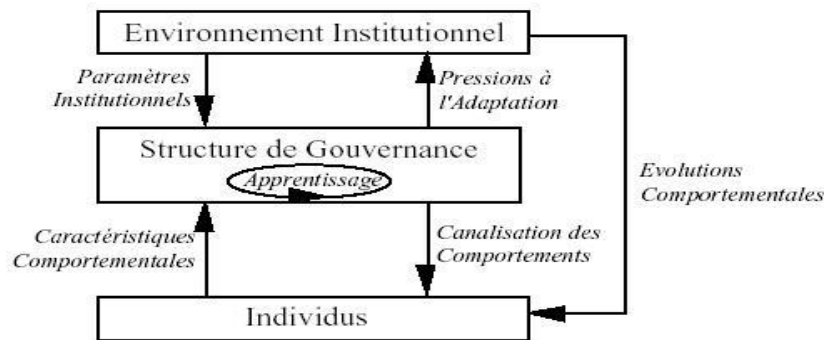 Environnement Institutionnel
Paramètres
Institutionnels
Pressions à
l'Adaptation
Structure de Gouvernance
Apprentissage
Evolutions
Comportementales
Caractéristiques
Comportementales
Canalisation des
Comportements
Individus